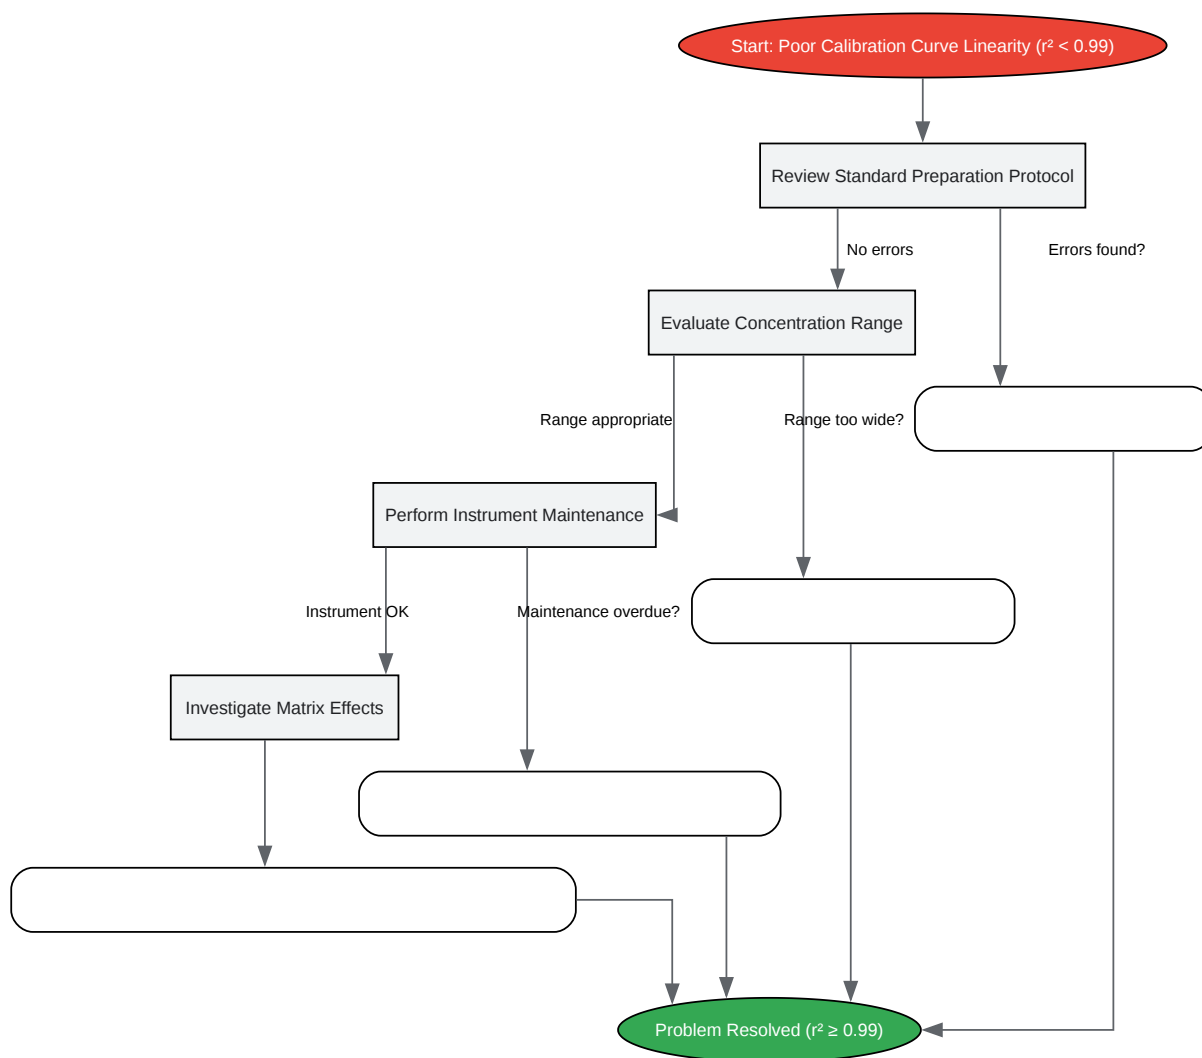 Start: Poor Calibration Curve Linearity (r² < 0.99)
Review Standard Preparation Protocol
No errors
Errors found?
Evaluate Concentration Range
Range appropriate
Range too wide?
Perform Instrument Maintenance
Instrument OK
Maintenance overdue?
Investigate Matrix Effects
Problem Resolved (r² ≥ 0.99)